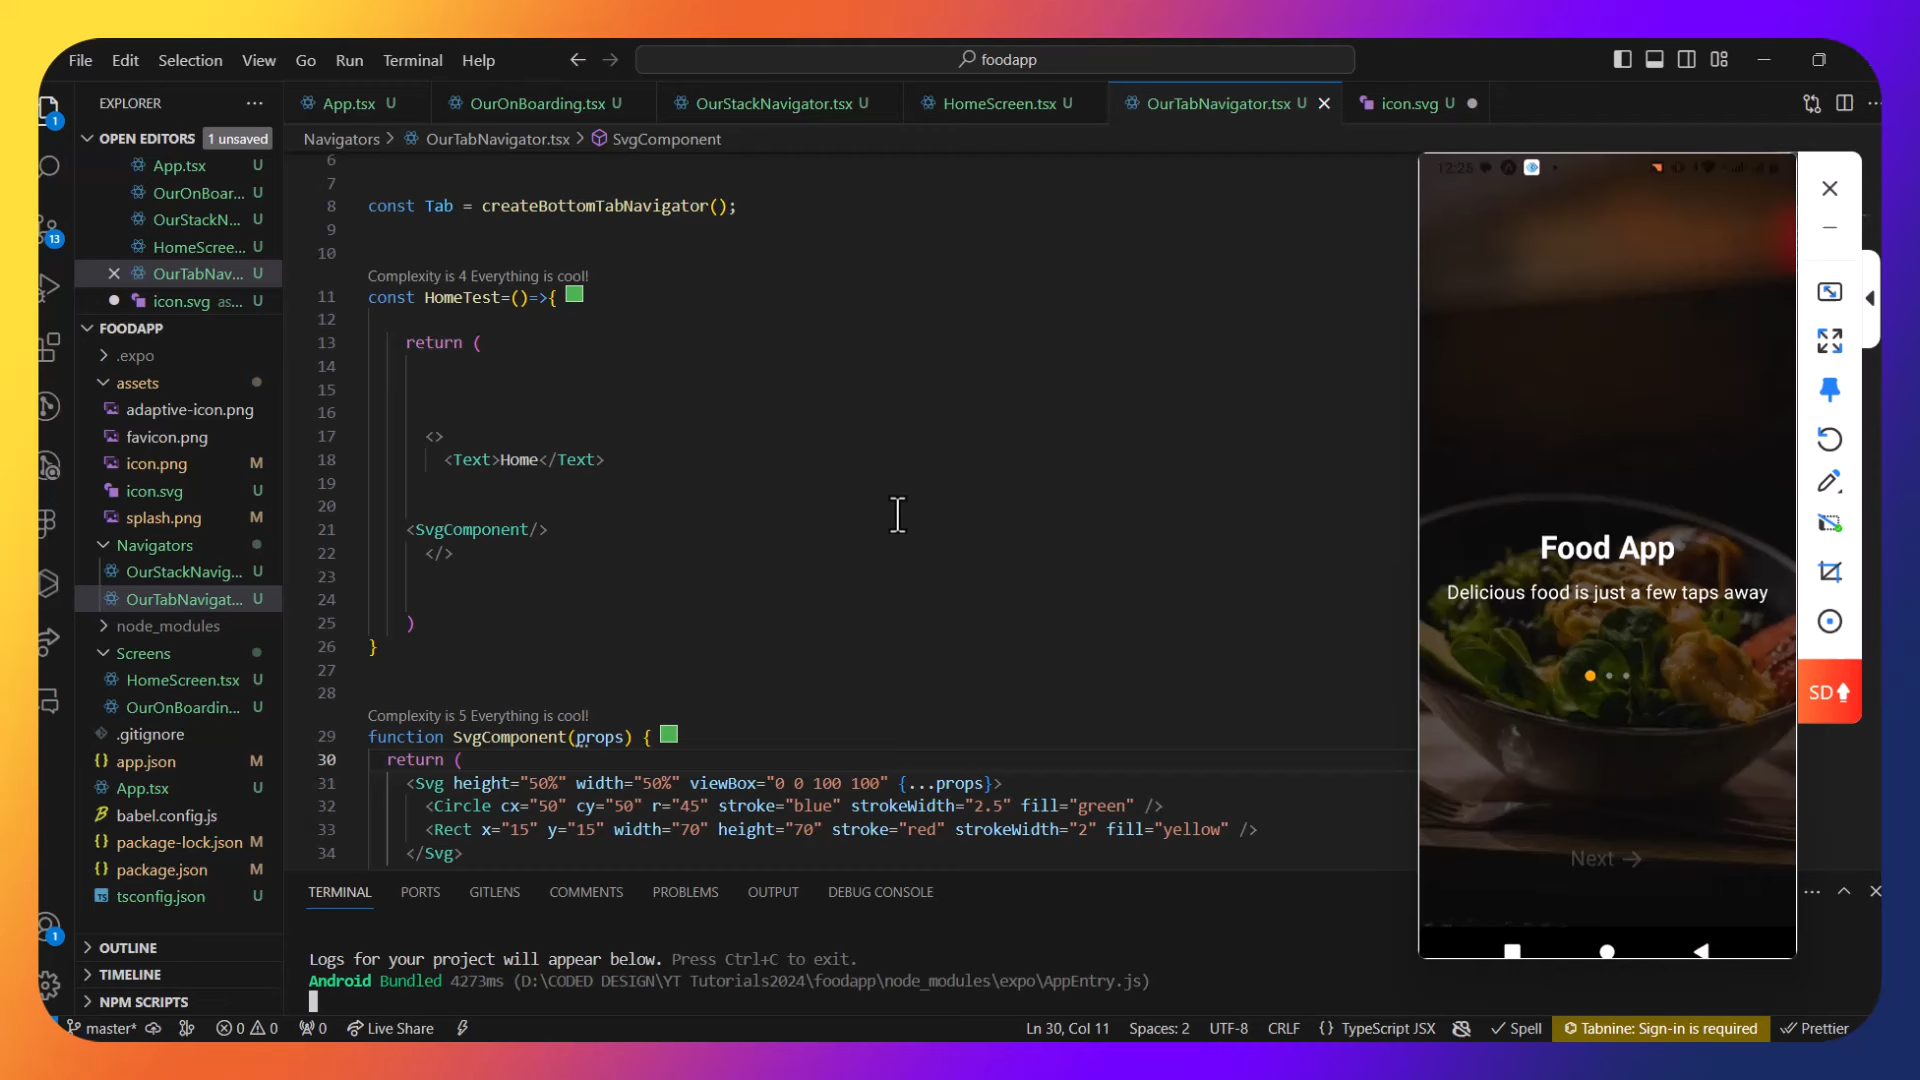 File Edit Selection View Go Run Terminal Help
foodapp
EXPLORER
App.tsx U
OurOnBoarding.tsx U
OurStackNavigator.tsx U
HomeScreen.tsx U
OurTabNavigator.tsx U
icon.svg U
OPEN EDITORS 1 unsaved
Navigators > OurTabNavigator.tsx > SvgComponent
App.tsx U
OurOnBoar... U
OurStackN... U
HomeScree... U
OurTabNav... U
icon.svg as... U
FOODAPP
.expo
assets
adaptive-icon.png
favicon.png
icon.png M
icon.svg U
splash.png M
Navigators
OurStackNavig... U
OurTabNavigat... U
node_modules
Screens
HomeScreen.tsx U
OurOnBoardin... U
.gitignore
app.json M
App.tsx U
babel.config.js
package-lock.json M
package.json M
tsconfig.json U
OUTLINE
TIMELINE
NPM SCRIPTS
1
13
1
6
7
8 const Tab = createBottomTabNavigator();
9
10
Complexity is 4 Everything is cool!
11 const HomeTest=()=>{
12
13 return (
14
15
16
17 <>
18 <Text>Home</Text>
19
20
21 <SvgComponent/>
22 </>
23
24
25 )
26 }
27
28
Complexity is 5 Everything is cool!
29 function SvgComponent(props) {
30 return (
31 <Svg height="50%" width="50%" viewBox="0 0 100 100" {...props}>
32 <Circle cx="50" cy="50" r="45" stroke="blue" strokeWidth="2.5" fill="green" />
33 <Rect x="15" y="15" width="70" height="70" stroke="red" strokeWidth="2" fill="yellow" />
34 </Svg>
TERMINAL PORTS GITLENS COMMENTS PROBLEMS OUTPUT DEBUG CONSOLE
Logs for your project will appear below. Press Ctrl+C to exit.
Android Bundled 4273ms (D:\CODED DESIGN\YT Tutorials2024\foodapp\node_modules\expo\AppEntry.js)
12:26
Food App
Delicious food is just a few taps away
Next →
SD
master* 0 0 0 Live Share Ln 30, Col 11 Spaces: 2 UTF-8 CRLF {} TypeScript JSX Spell Tabnine: Sign-in is required Prettier